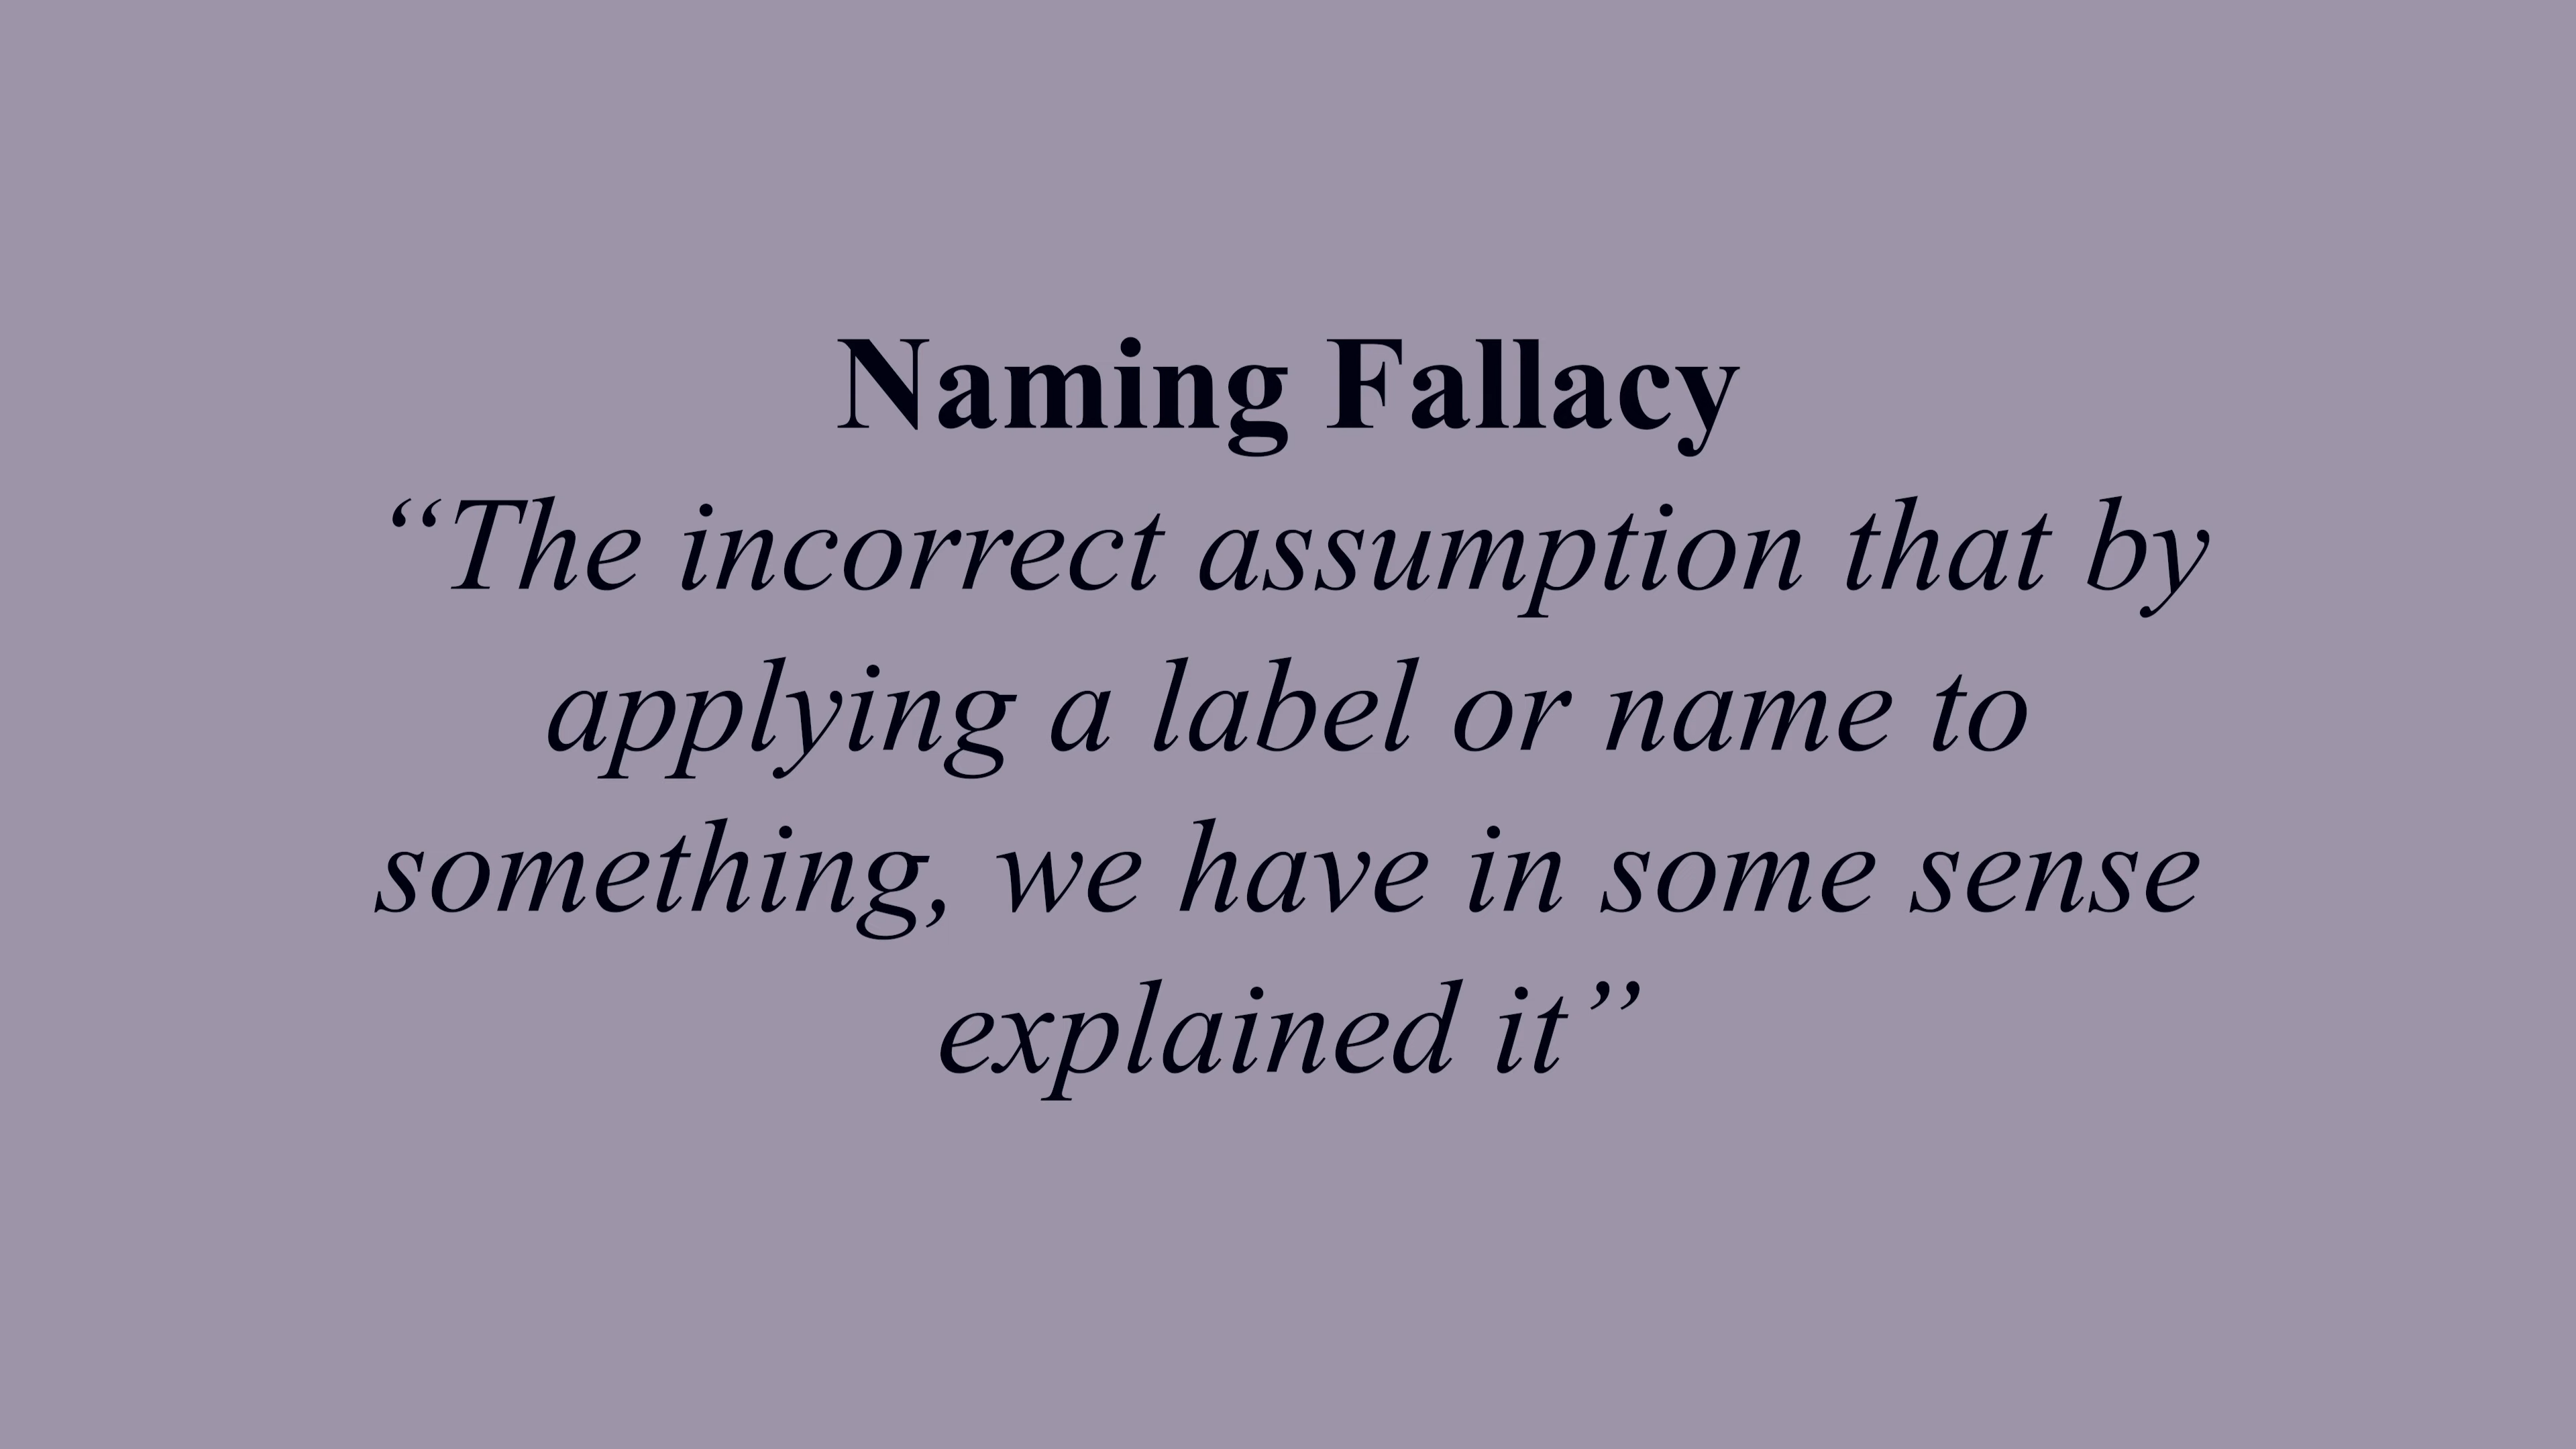 Naming Fallacy
“The incorrect assumption that by
applying a label or name to
something, we have in some sense
explained it”